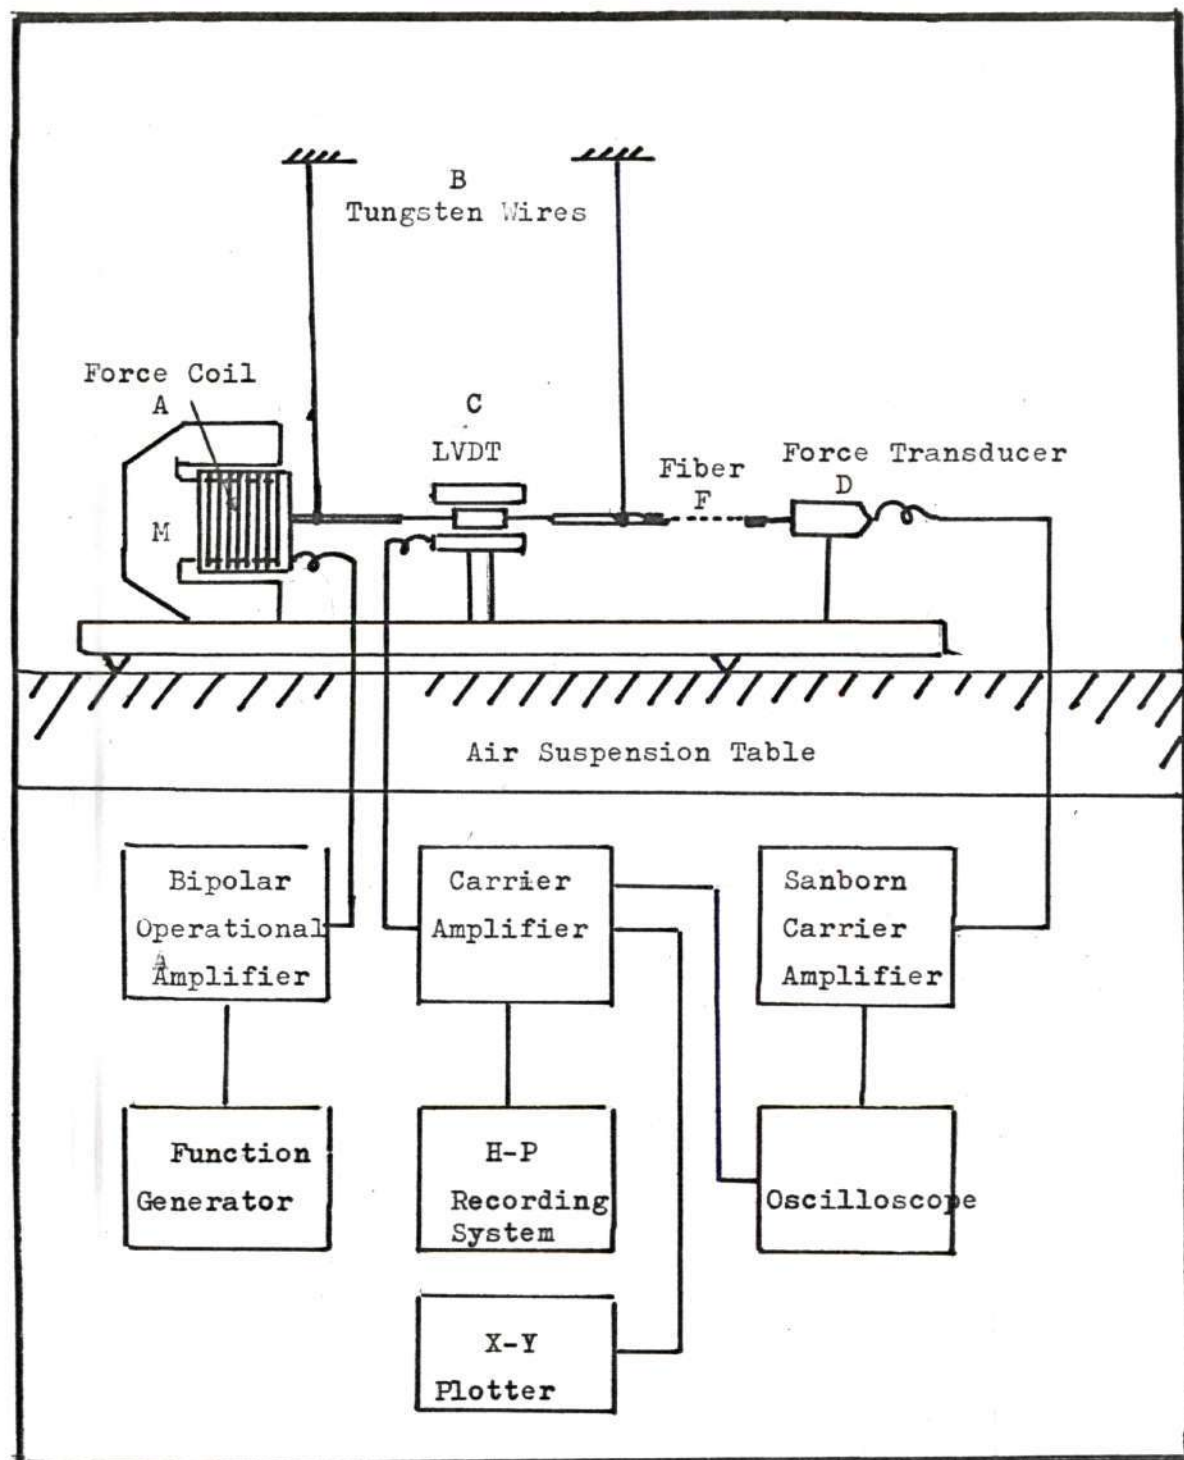 B
Tungsten Wires
Force Coil
A
C
LVDT
Fiber
F
Force Transducer
D
M
Air Suspension Table
Bipolar
Operational
Amplifier
Carrier
Amplifier
Sanborn
Carrier
Amplifier
Function
Generator
H-P
Recording
System
Oscilloscope
X-Y
Plotter